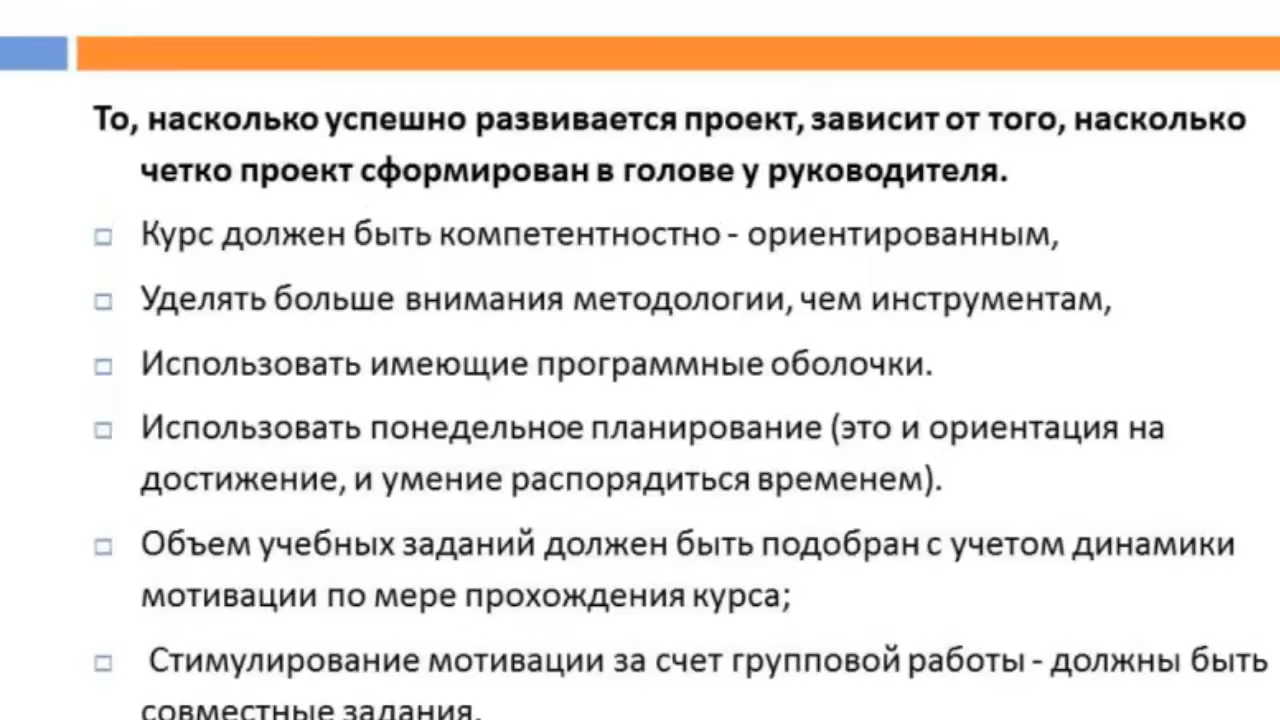 То, насколько успешно развивается проект, зависит от того, насколько
четко проект сформирован в голове у руководителя.
Курс должен быть компетентностно - ориентированным,
Уделять больше внимания методологии, чем инструментам,
Использовать имеющие программные оболочки.
Использовать понедельное планирование (это и ориентация на
достижение, и умение распорядиться временем).
Объем учебных заданий должен быть подобран с учетом динамики
мотивации по мере прохождения курса;
Стимулирование мотивации за счет групповой работы - должны быть
совместные задания.